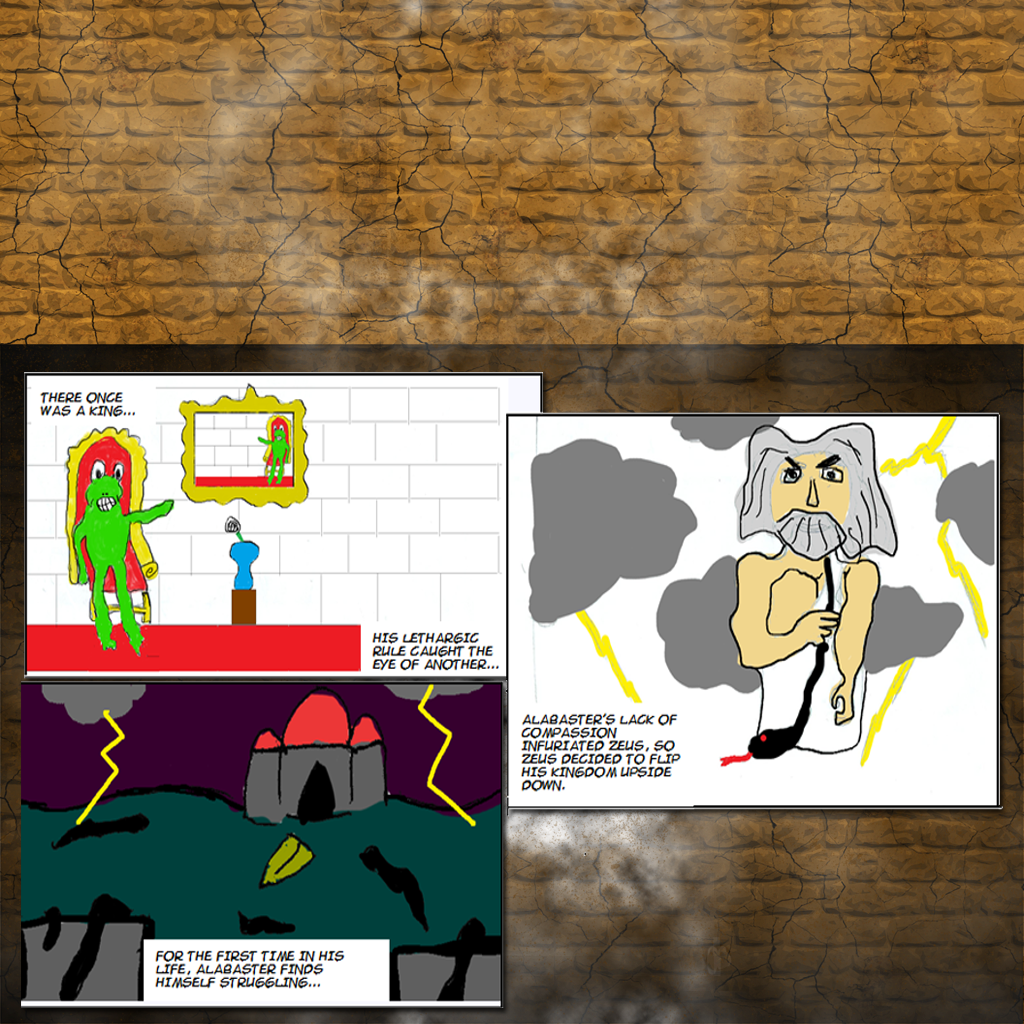 THERE ONCE
WAS A KING...
HIS LETHARGIC
RULE CAUGHT THE
EYE OF ANOTHER...
ALABASTER'S LACK OF
COMPASSION
INFURIATED ZEUS, SO
ZEUS DECIDED TO FLIP
HIS KINGDOM UPSIDE
DOWN.
FOR THE FIRST TIME IN HIS
LIFE, ALABASTER FINDS
HIMSELF STRUGGLING...